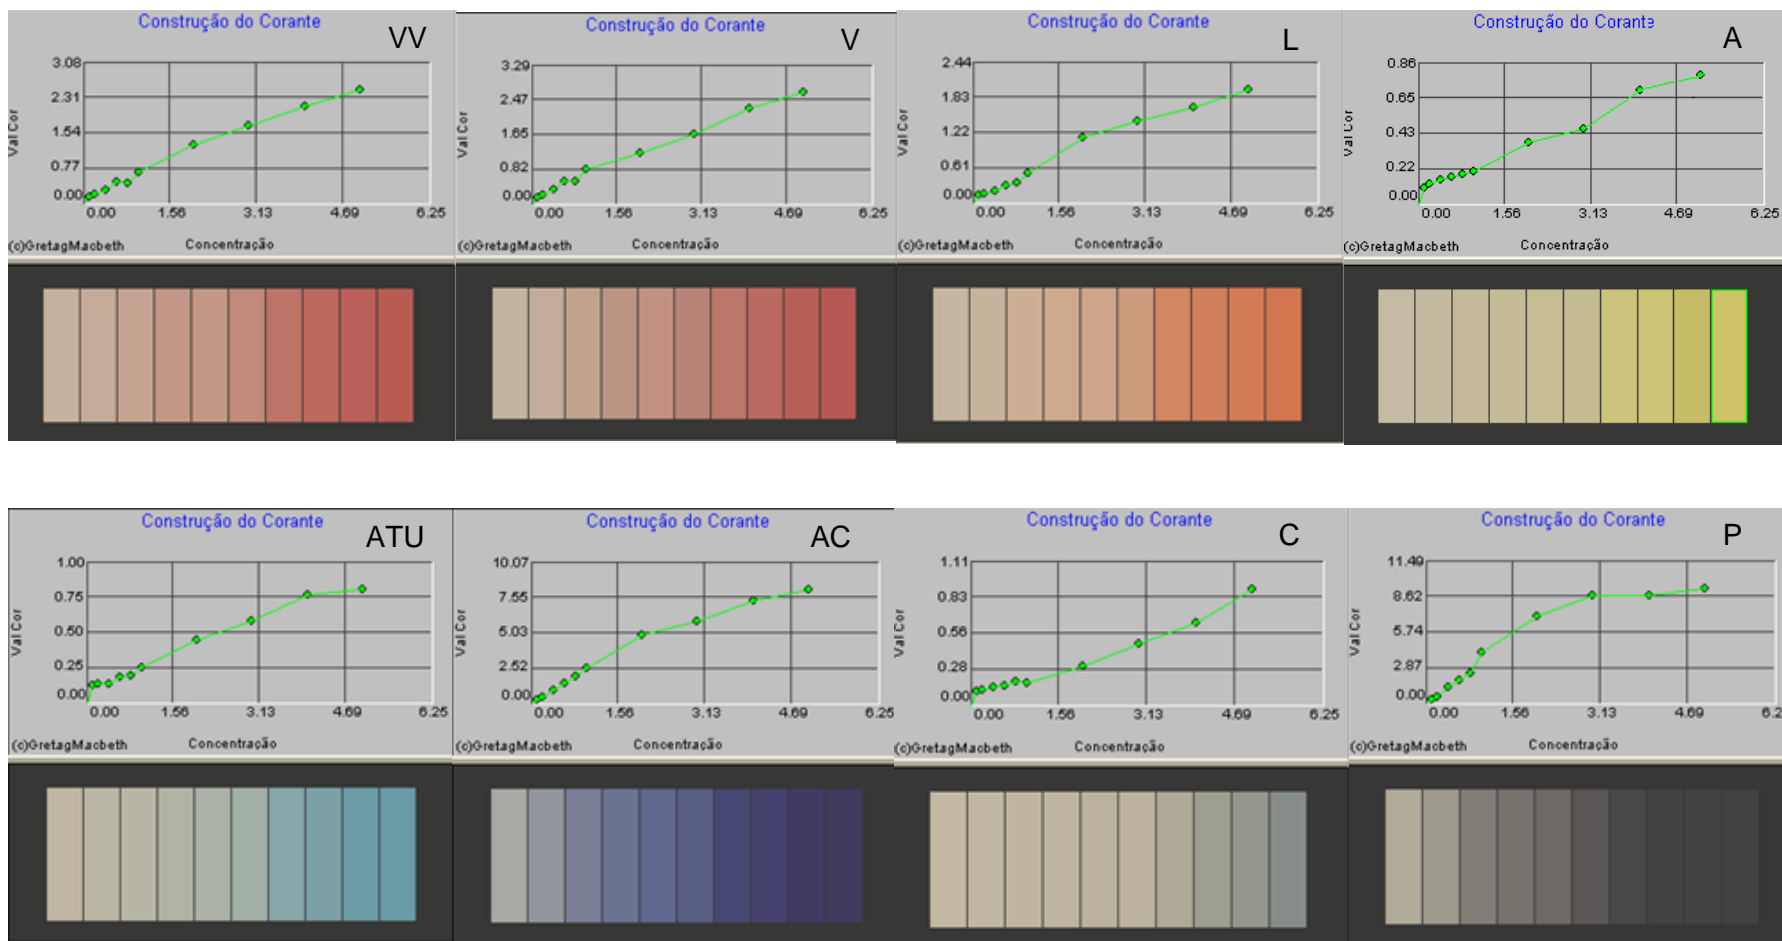 Construção do Corante
VV
3.08
2.31
1.54
0.77
0.00
Val Cor
0.00 1.56 3.13 4.69 6.25
(c)GretagMacbeth Concentração
Construção do Corante
V
3.29
2.47
1.65
0.82
0.00
Val Cor
0.00 1.56 3.13 4.69 6.25
(c)GretagMacbeth Concentração
Construção do Corante
L
2.44
1.83
1.22
0.61
0.00
Val Cor
0.00 1.56 3.13 4.69 6.25
(c)GretagMacbeth Concentração
Construção do Corante
A
0.86
0.65
0.43
0.22
0.00
Val Cor
0.00 1.56 3.13 4.69 6.25
(c)GretagMacbeth Concentração
Construção do Corante
ATU
1.00
0.75
0.50
0.25
0.00
Val Cor
0.00 1.56 3.13 4.69 6.25
(c)GretagMacbeth Concentração
Construção do Corante
AC
10.07
7.55
5.03
2.52
0.00
Val Cor
0.00 1.56 3.13 4.69 6.25
(c)GretagMacbeth Concentração
Construção do Corante
C
1.11
0.83
0.56
0.28
0.00
Val Cor
0.00 1.56 3.13 4.69 6.25
(c)GretagMacbeth Concentração
Construção do Corante
P
11.49
8.62
5.74
2.87
0.00
Val Cor
0.00 1.56 3.13 4.69 6.2
(c)GretagMacbeth Concentração